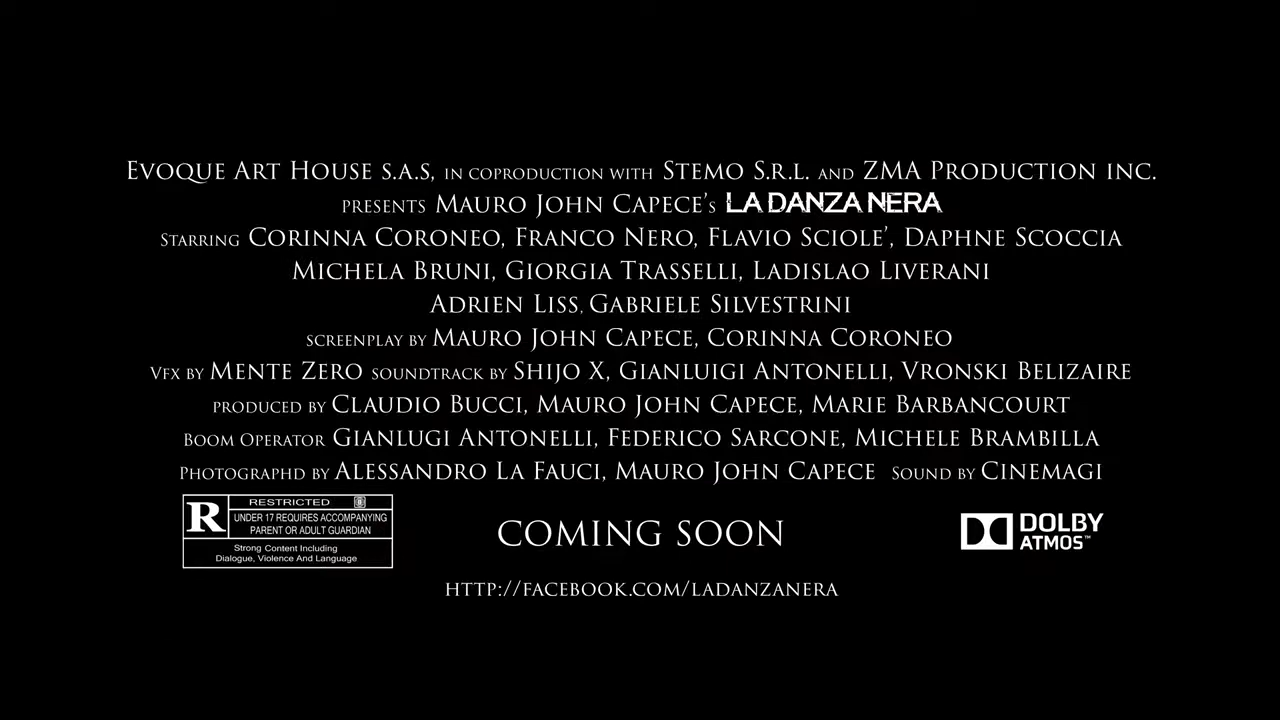 Evoque Art House s.a.s, in coproduction with Stemo S.r.l. and ZMA Production inc.
presents Mauro John Capece's LA DANZA NERA
Starring Corinna Coroneo, Franco Nero, Flavio Sciole', Daphne Scoccia
Michela Bruni, Giorgia Trasselli, Ladislao Liverani
Adrien Liss, Gabriele Silvestrini
screenplay by Mauro John Capece, Corinna Coroneo
Vfx by Mente Zero soundtrack by Shijo X, Gianluigi Antonelli, Vronski Belizaire
produced by Claudio Bucci, Mauro John Capece, Marie Barbancourt
Boom Operator Gianlugi Antonelli, Federico Sarcone, Michele Brambilla
Photographd by Alessandro La Fauci, Mauro John Capece Sound by Cinemagi
R RESTRICTED
UNDER 17 REQUIRES ACCOMPANYING
PARENT OR ADULT GUARDIAN
Strong Content Including
Dialogue, Violence And Language
COMING SOON
DOLBY
ATMOS™
http://facebook.com/ladanzanera